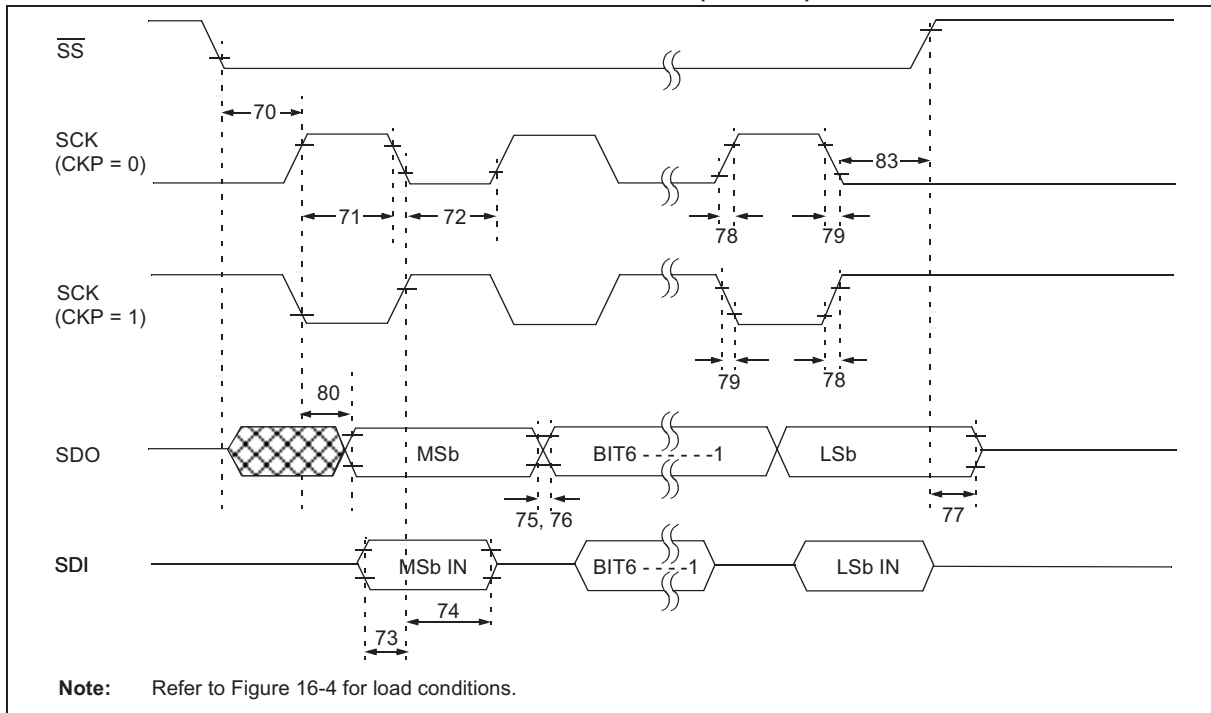 SS
70
SCK
(CKP = 0)
83
71
72
78
79
SCK
(CKP = 1)
79
78
80
SDO
MSb
BIT6 - - - - - -1
LSb
75, 76
77
SDI
MSb IN
BIT6 - - - - -1
LSb IN
74
73
Note: Refer to Figure 16-4 for load conditions.